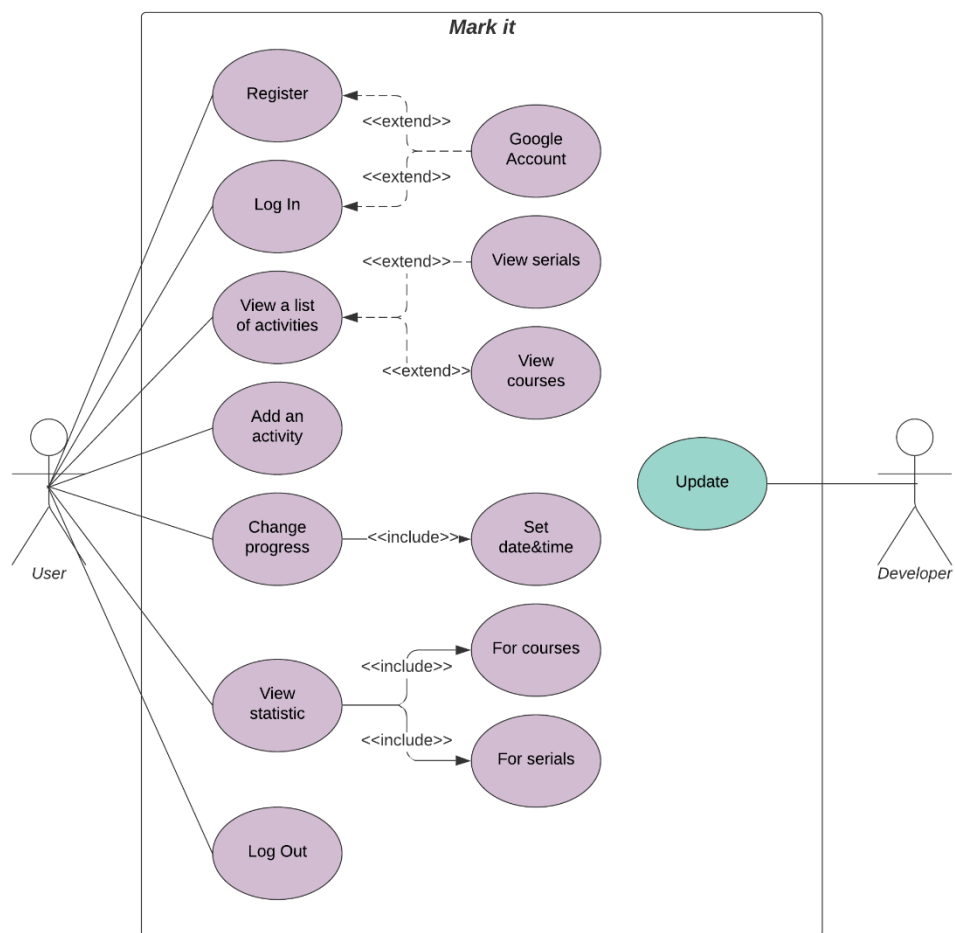 Mark it
Register
<<extend>>
Google
Account
<<extend>>
Log In
<<extend>>
View serials
View a list
of activities
<<extend>>
View
courses
Add an
activity
Update
Change
progress
<<include>>
Set
date&time
User
Developer
<<include>>
For courses
View
statistic
<<include>>
For serials
Log Out